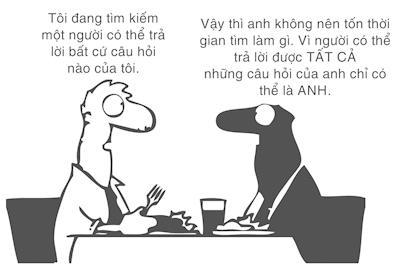 Tôi đang tìm kiếm
một người có thể trả
lời bất cứ câu hỏi
nào của tôi.
Vậy thì anh không nên tốn thời
gian tìm làm gì. Vì người có thể
trả lời được TẤT CẢ
những câu hỏi của anh chỉ có
thể là ANH.